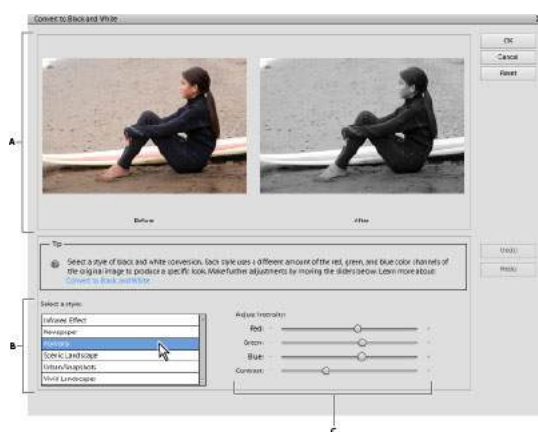 Convert to Black and White
OK
Cancel
Reset
A
Before
After
Tip
Select a style of black and white conversion. Each style uses a different amount of the red, green, and blue color channels of
the original image to produce a specific look. Make further adjustments by moving the sliders below. Learn more about:
Convert to Black and White
Undo
Redo
B
Select a style:
Infrared Effect
Newspaper
Portraits
Scenic Landscape
Urban/Snapshots
Vivid Landscapes
Adjust Intensity:
Red:
Green:
Blue:
Contrast:
C